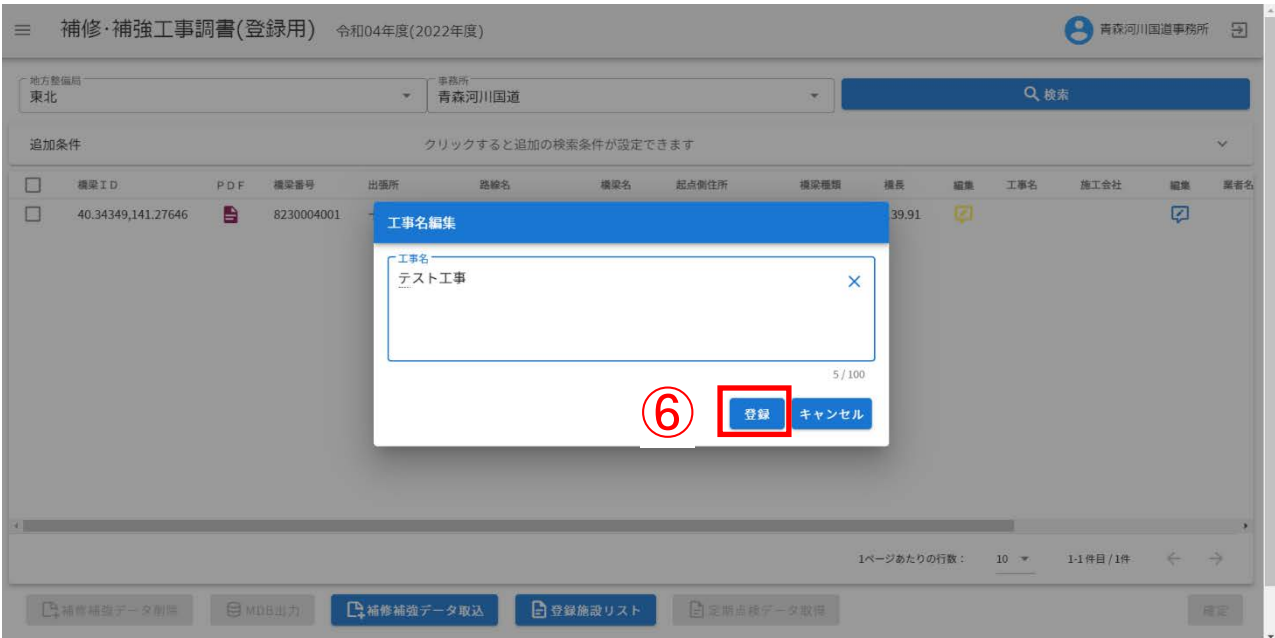 補修・補強工事調書(登録用) 令和04年度(2022年度) 青森河川国道事務所
地方整備局 事務所
東北 青森河川国道 検索
追加条件 クリックすると追加の検索条件が設定できます
橋梁ID PDF 橋梁番号 出張所 路線名 橋梁名 起点側住所 橋梁種類 橋長 編集 工事名 施工会社 編集 業者名
40.34349,141.27646 8230004001 39.91
工事名編集
工事名
テスト工事
5 / 100
⑥ 登録 キャンセル
1ページあたりの行数: 10 1-1 件目 / 1件
補修補強データ削除 MDB出力 補修補強データ取込 登録施設リスト 定期点検データ取得 確定